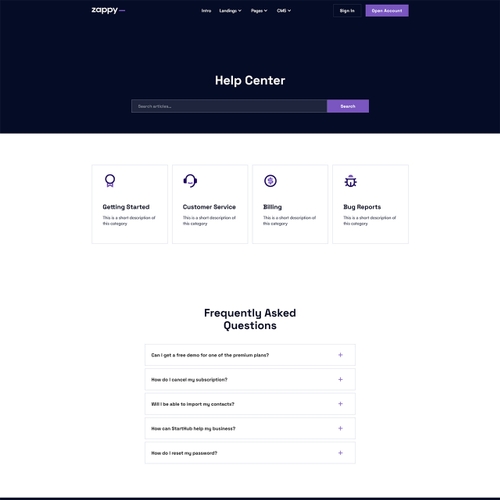 zappy
Intro Landings Pages CMS Sign In Open Account
Help Center
Search articles... Search
Getting Started
This is a short description of
this category
Customer Service
This is a short description of
this category
Billing
This is a short description of
this category
Bug Reports
This is a short description of
this category
Frequently Asked
Questions
Can I get a free demo for one of the premium plans?
How do I cancel my subscription?
Will I be able to import my contacts?
How can StartHub help my business?
How do I reset my password?